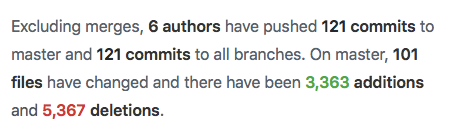 Excluding merges, 6 authors have pushed 121 commits to
master and 121 commits to all branches. On master, 101
files have changed and there have been 3,363 additions
and 5,367 deletions.